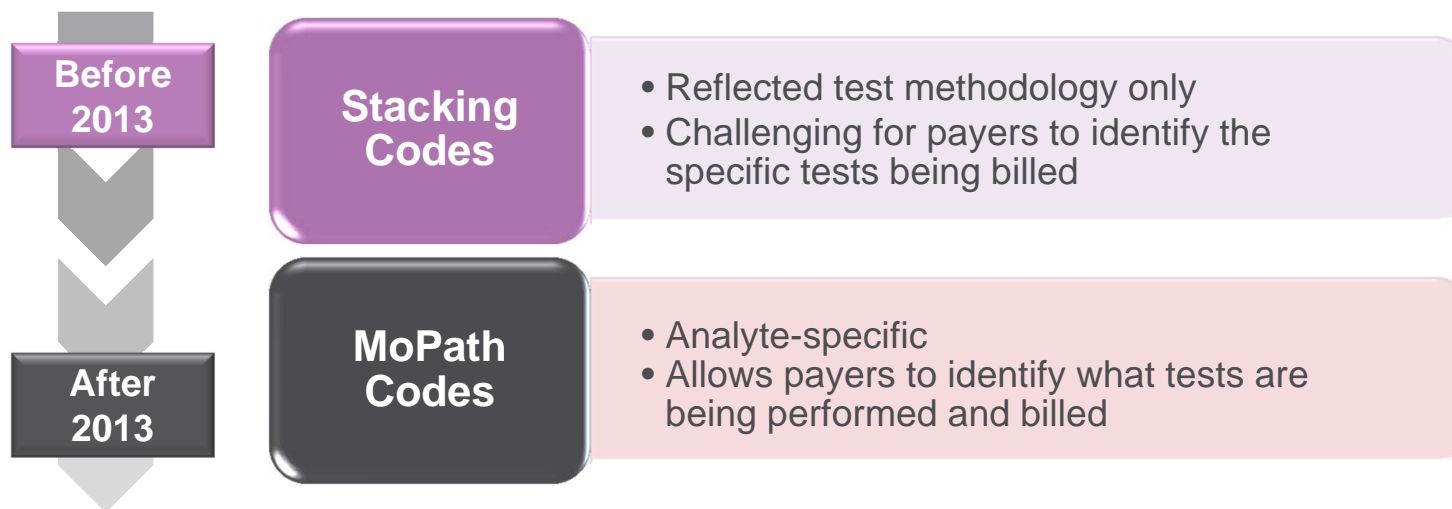 Before
2013
Stacking
Codes
• Reflected test methodology only
• Challenging for payers to identify the
specific tests being billed
MoPath
Codes
• Analyte-specific
• Allows payers to identify what tests are
being performed and billed
After
2013